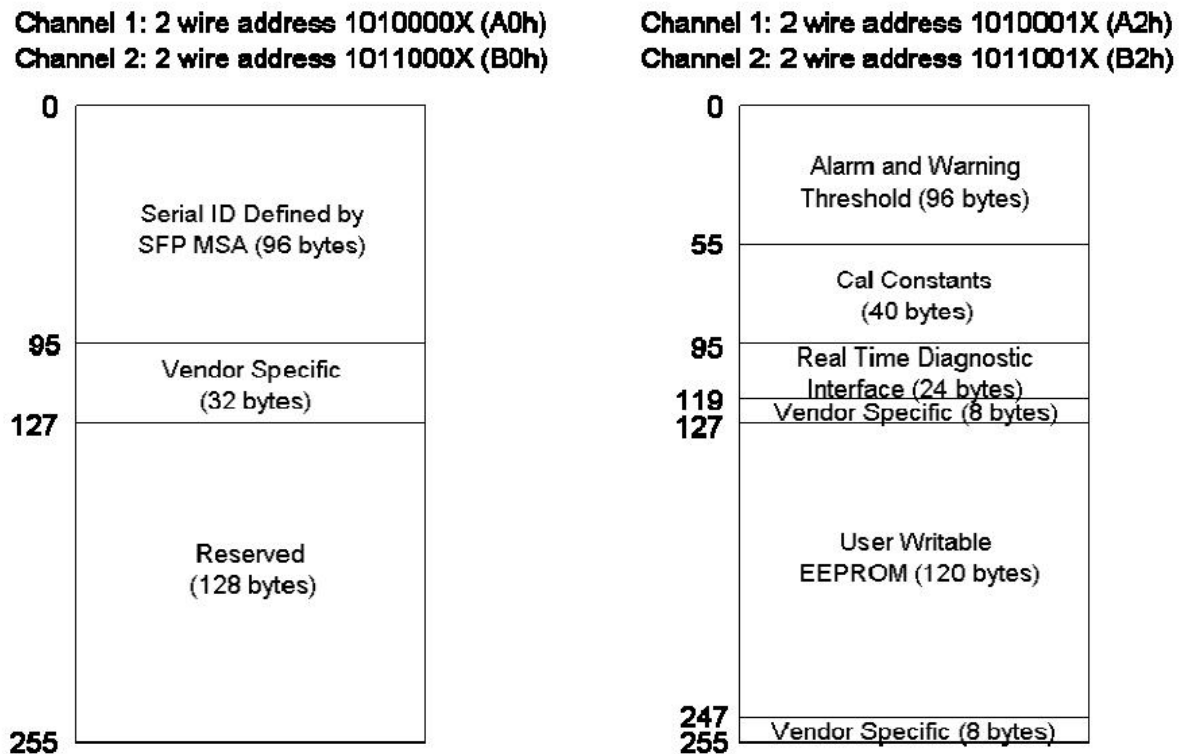 Channel 1: 2 wire address 1010000X (A0h)
Channel 2: 2 wire address 1011000X (B0h)
0
Serial ID Defined by
SFP MSA (96 bytes)
95
Vendor Specific
(32 bytes)
127
Reserved
(128 bytes)
255
Channel 1: 2 wire address 1010001X (A2h)
Channel 2: 2 wire address 1011001X (B2h)
0
Alarm and Warning
Threshold (96 bytes)
55
Cal Constants
(40 bytes)
95
Real Time Diagnostic
Interface (24 bytes)
119
Vendor Specific (8 bytes)
127
User Writable
EEPROM (120 bytes)
247
Vendor Specific (8 bytes)
255